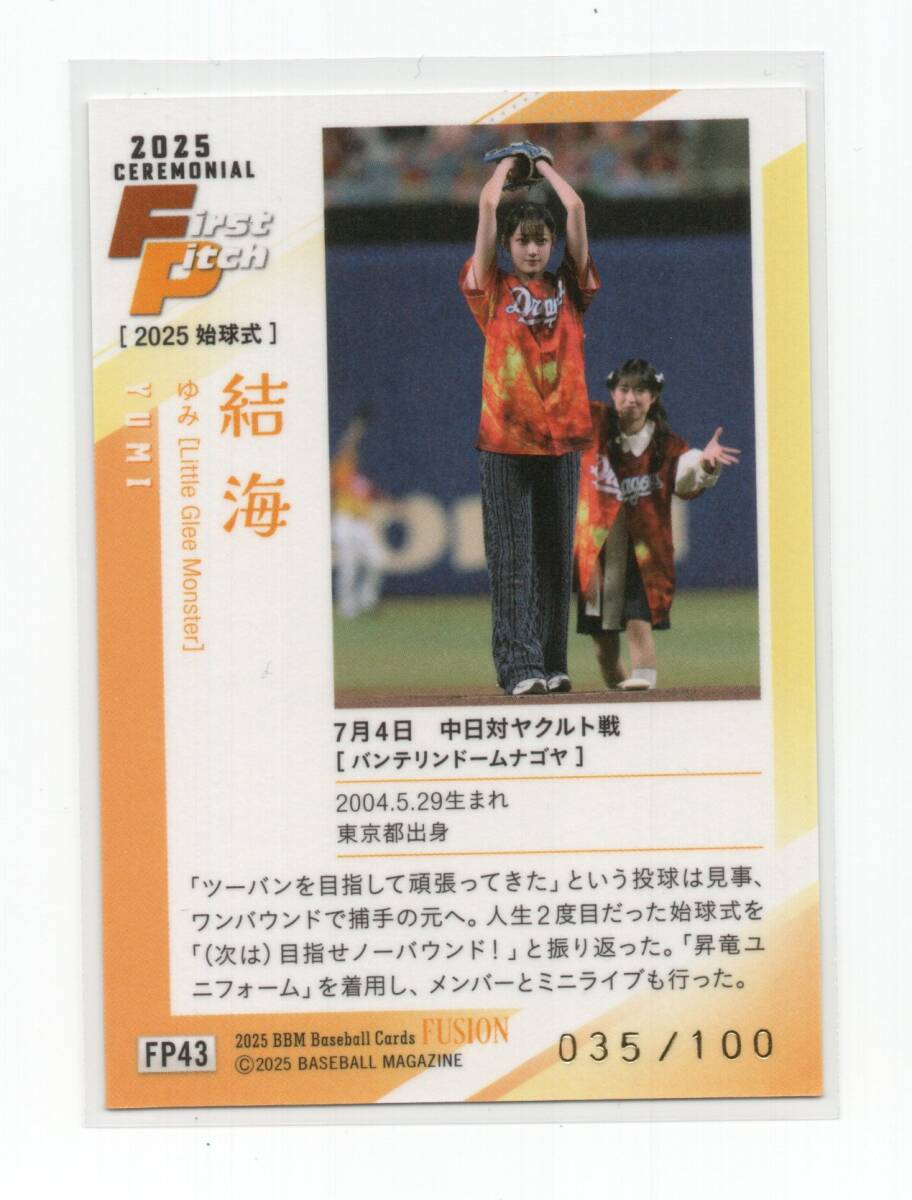 2025
CEREMONIAL
First
Pitch
[ 2025 始球式 ]
結海
ゆみ [Little Glee Monster]
YUMI
Dragons
Dragons
7月4日　中日対ヤクルト戦
[ バンテリンドームナゴヤ ]
2004.5.29生まれ
東京都出身
「ツーバンを目指して頑張ってきた」という投球は見事、
ワンバウンドで捕手の元へ。人生2度目だった始球式を
「(次は)目指せノーバウンド！」と振り返った。「昇竜ユ
ニフォーム」を着用し、メンバーとミニライブも行った。
FP43
2025 BBM Baseball Cards FUSION
©2025 BASEBALL MAGAZINE
035/100